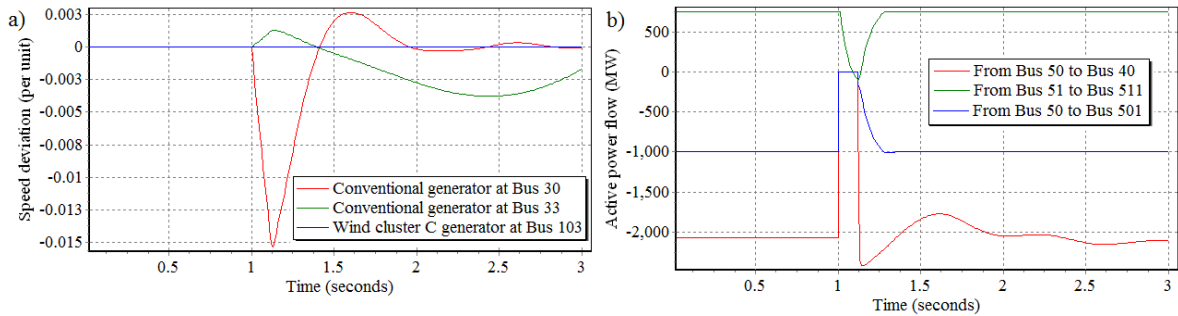 a)
Speed deviation (per unit)
0.003
0
-0.003
-0.005
-0.008
-0.01
-0.013
-0.015
Conventional generator at Bus 30
Conventional generator at Bus 33
Wind cluster C generator at Bus 103
0.5 1 1.5 2 2.5 3
Time (seconds)
b)
Active power flow (MW)
500
0
-500
-1,000
-1,500
-2,000
From Bus 50 to Bus 40
From Bus 51 to Bus 511
From Bus 50 to Bus 501
0.5 1 1.5 2 2.5 3
Time (seconds)